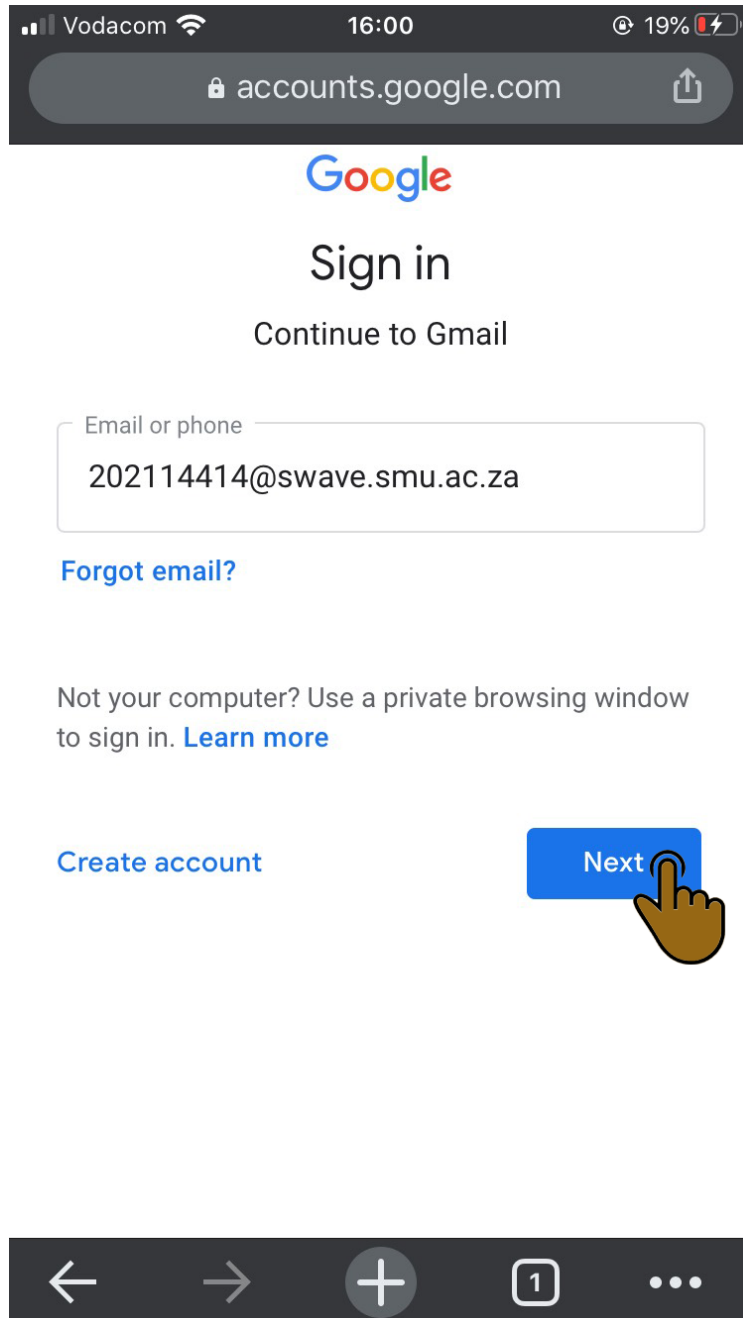 Vodacom 16:00 19%
accounts.google.com
Google
Sign in
Continue to Gmail
Email or phone
202114414@swave.smu.ac.za
Forgot email?
Not your computer? Use a private browsing window
to sign in. Learn more
Create account Next
1